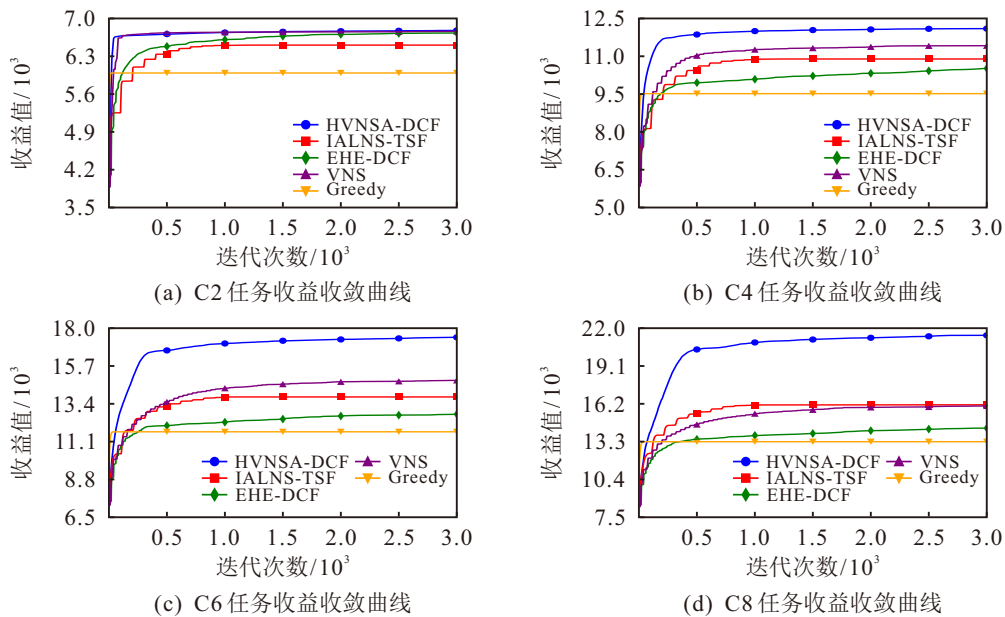 7.0
6.3
5.6
4.9
4.2
3.5
收益值/10³
HVNSA-DCF
IALNS-TSF
EHE-DCF
VNS
Greedy
0.5 1.0 1.5 2.0 2.5 3.0
迭代次数/10³
(a) C2任务收益收敛曲线
12.5
11.0
9.5
8.0
6.5
5.0
收益值/10³
HVNSA-DCF
IALNS-TSF
EHE-DCF
VNS
Greedy
0.5 1.0 1.5 2.0 2.5 3.0
迭代次数/10³
(b) C4任务收益收敛曲线
18.0
15.7
13.4
11.1
8.8
6.5
收益值/10³
HVNSA-DCF VNS
IALNS-TSF Greedy
EHE-DCF
0.5 1.0 1.5 2.0 2.5 3.0
迭代次数/10³
(c) C6任务收益收敛曲线
22.0
19.1
16.2
13.3
10.4
7.5
收益值/10³
HVNSA-DCF VNS
IALNS-TSF Greedy
EHE-DCF
0.5 1.0 1.5 2.0 2.5 3.0
迭代次数/10³
(d) C8任务收益收敛曲线